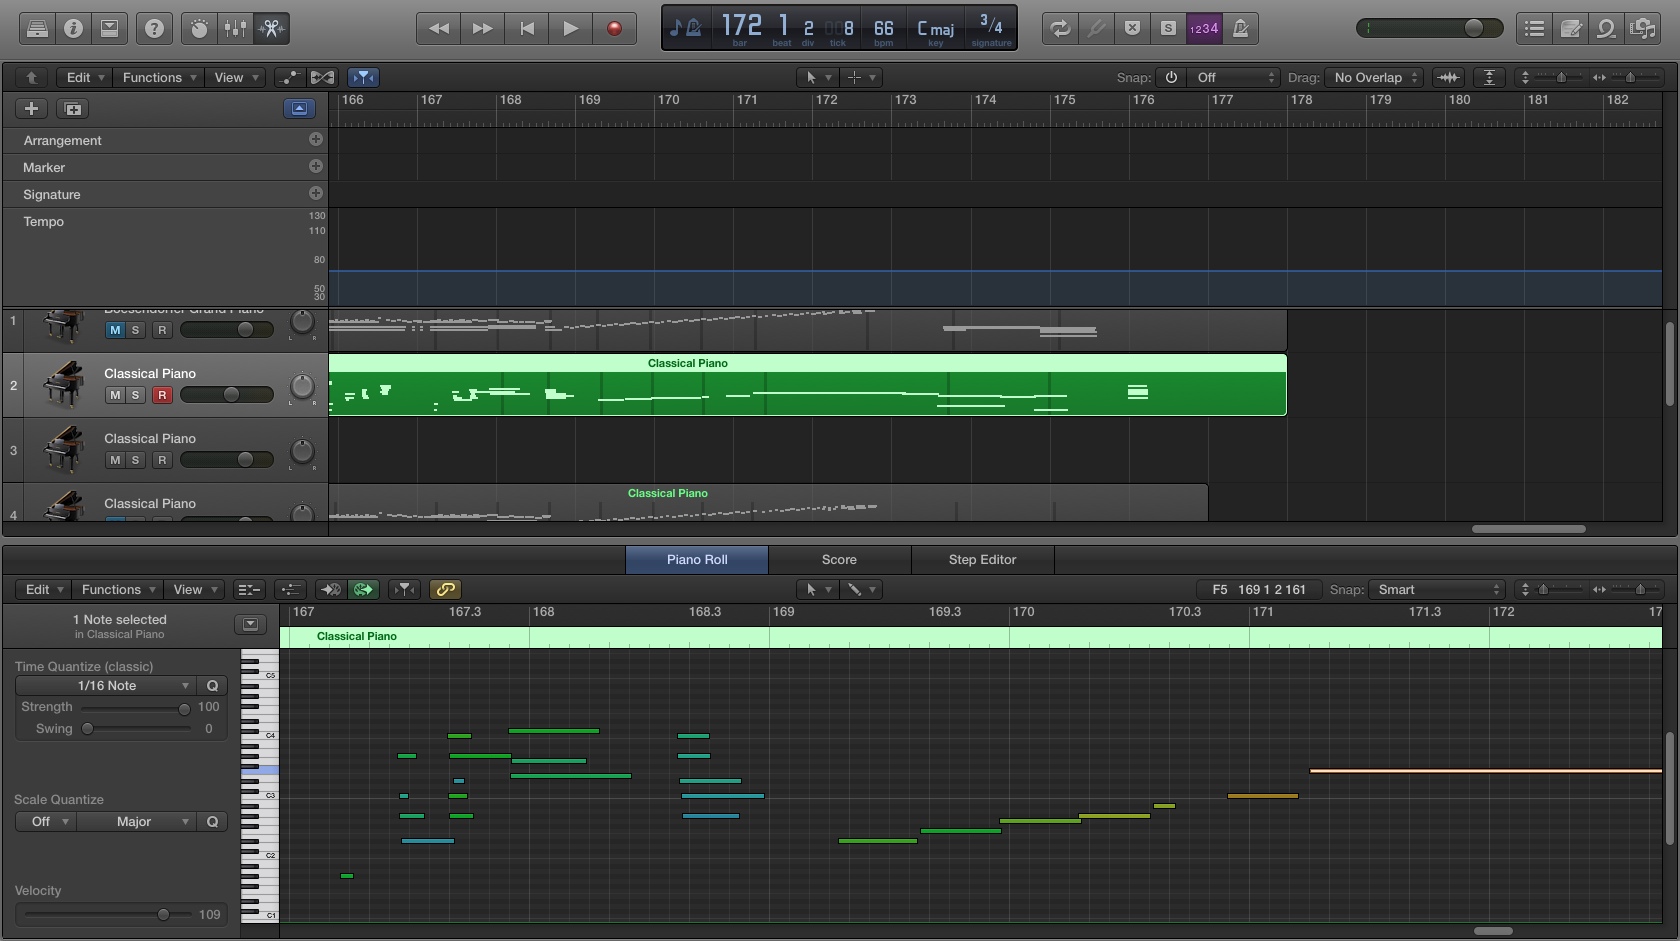 172 1 2 008 66 C maj 3/4
bar beat div tick bpm key signature
S 1234
Edit Functions View Snap: Off Drag: No Overlap
166 167 168 169 170 171 172 173 174 175 176 177 178 179 180 181 182
Arrangement
Marker
Signature
Tempo 130
110
80
50
30
1 Boesendorfer Grand Piano
M S R L R
Classical Piano
2 Classical Piano
M S R
Classical Piano
3 M S R L R
Classical Piano
4 Classical Piano
Piano Roll Score Step Editor
Edit Functions View F5 169 1 2 161 Snap: Smart
167 167.3 168 168.3 169 169.3 170 170.3 171 171.3 172 17
1 Note selected
in Classical Piano
Classical Piano
Time Quantize (classic)
1/16 Note Q
Strength 100
Swing 0
Scale Quantize
Off Major Q
Velocity
109
C5
C4
C3
C2
C1